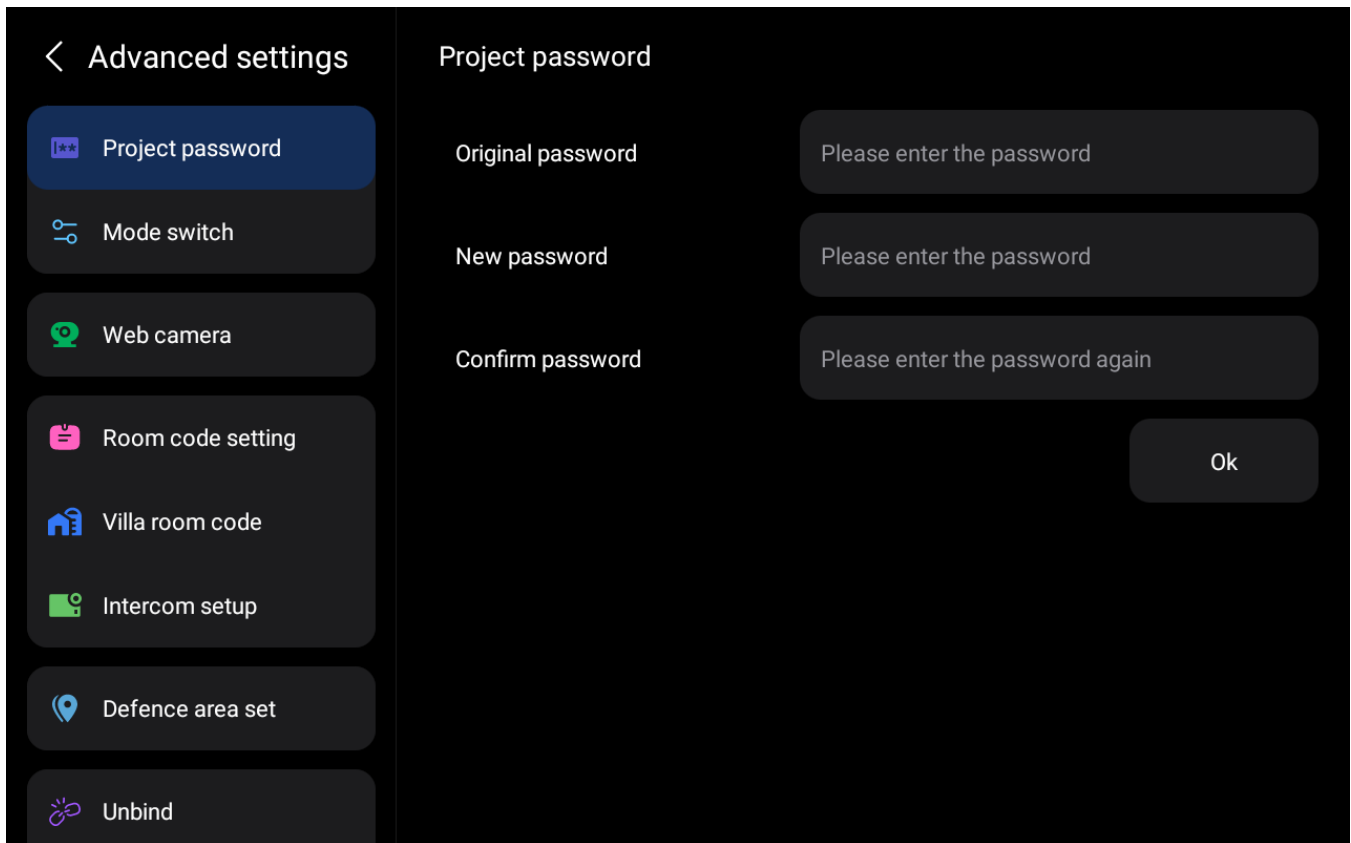 Advanced settings
Project password
Mode switch
Web camera
Room code setting
Villa room code
Intercom setup
Defence area set
Unbind
Project password
Original password
Please enter the password
New password
Please enter the password
Confirm password
Please enter the password again
Ok